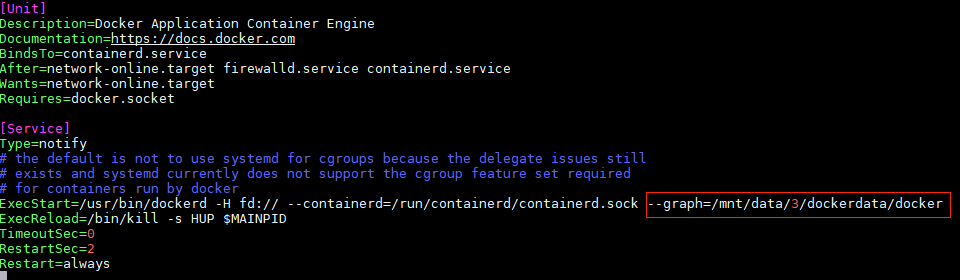 [Unit]
Description=Docker Application Container Engine
Documentation=https://docs.docker.com
BindsTo=containerd.service
After=network-online.target firewalld.service containerd.service
Wants=network-online.target
Requires=docker.socket
[Service]
Type=notify
# the default is not to use systemd for cgroups because the delegate issues still
# exists and systemd currently does not support the cgroup feature set required
# for containers run by docker
ExecStart=/usr/bin/dockerd -H fd:// --containerd=/run/containerd/containerd.sock --graph=/mnt/data/3/dockerdata/docker
ExecReload=/bin/kill -s HUP $MAINPID
TimeoutSec=0
RestartSec=2
Restart=always